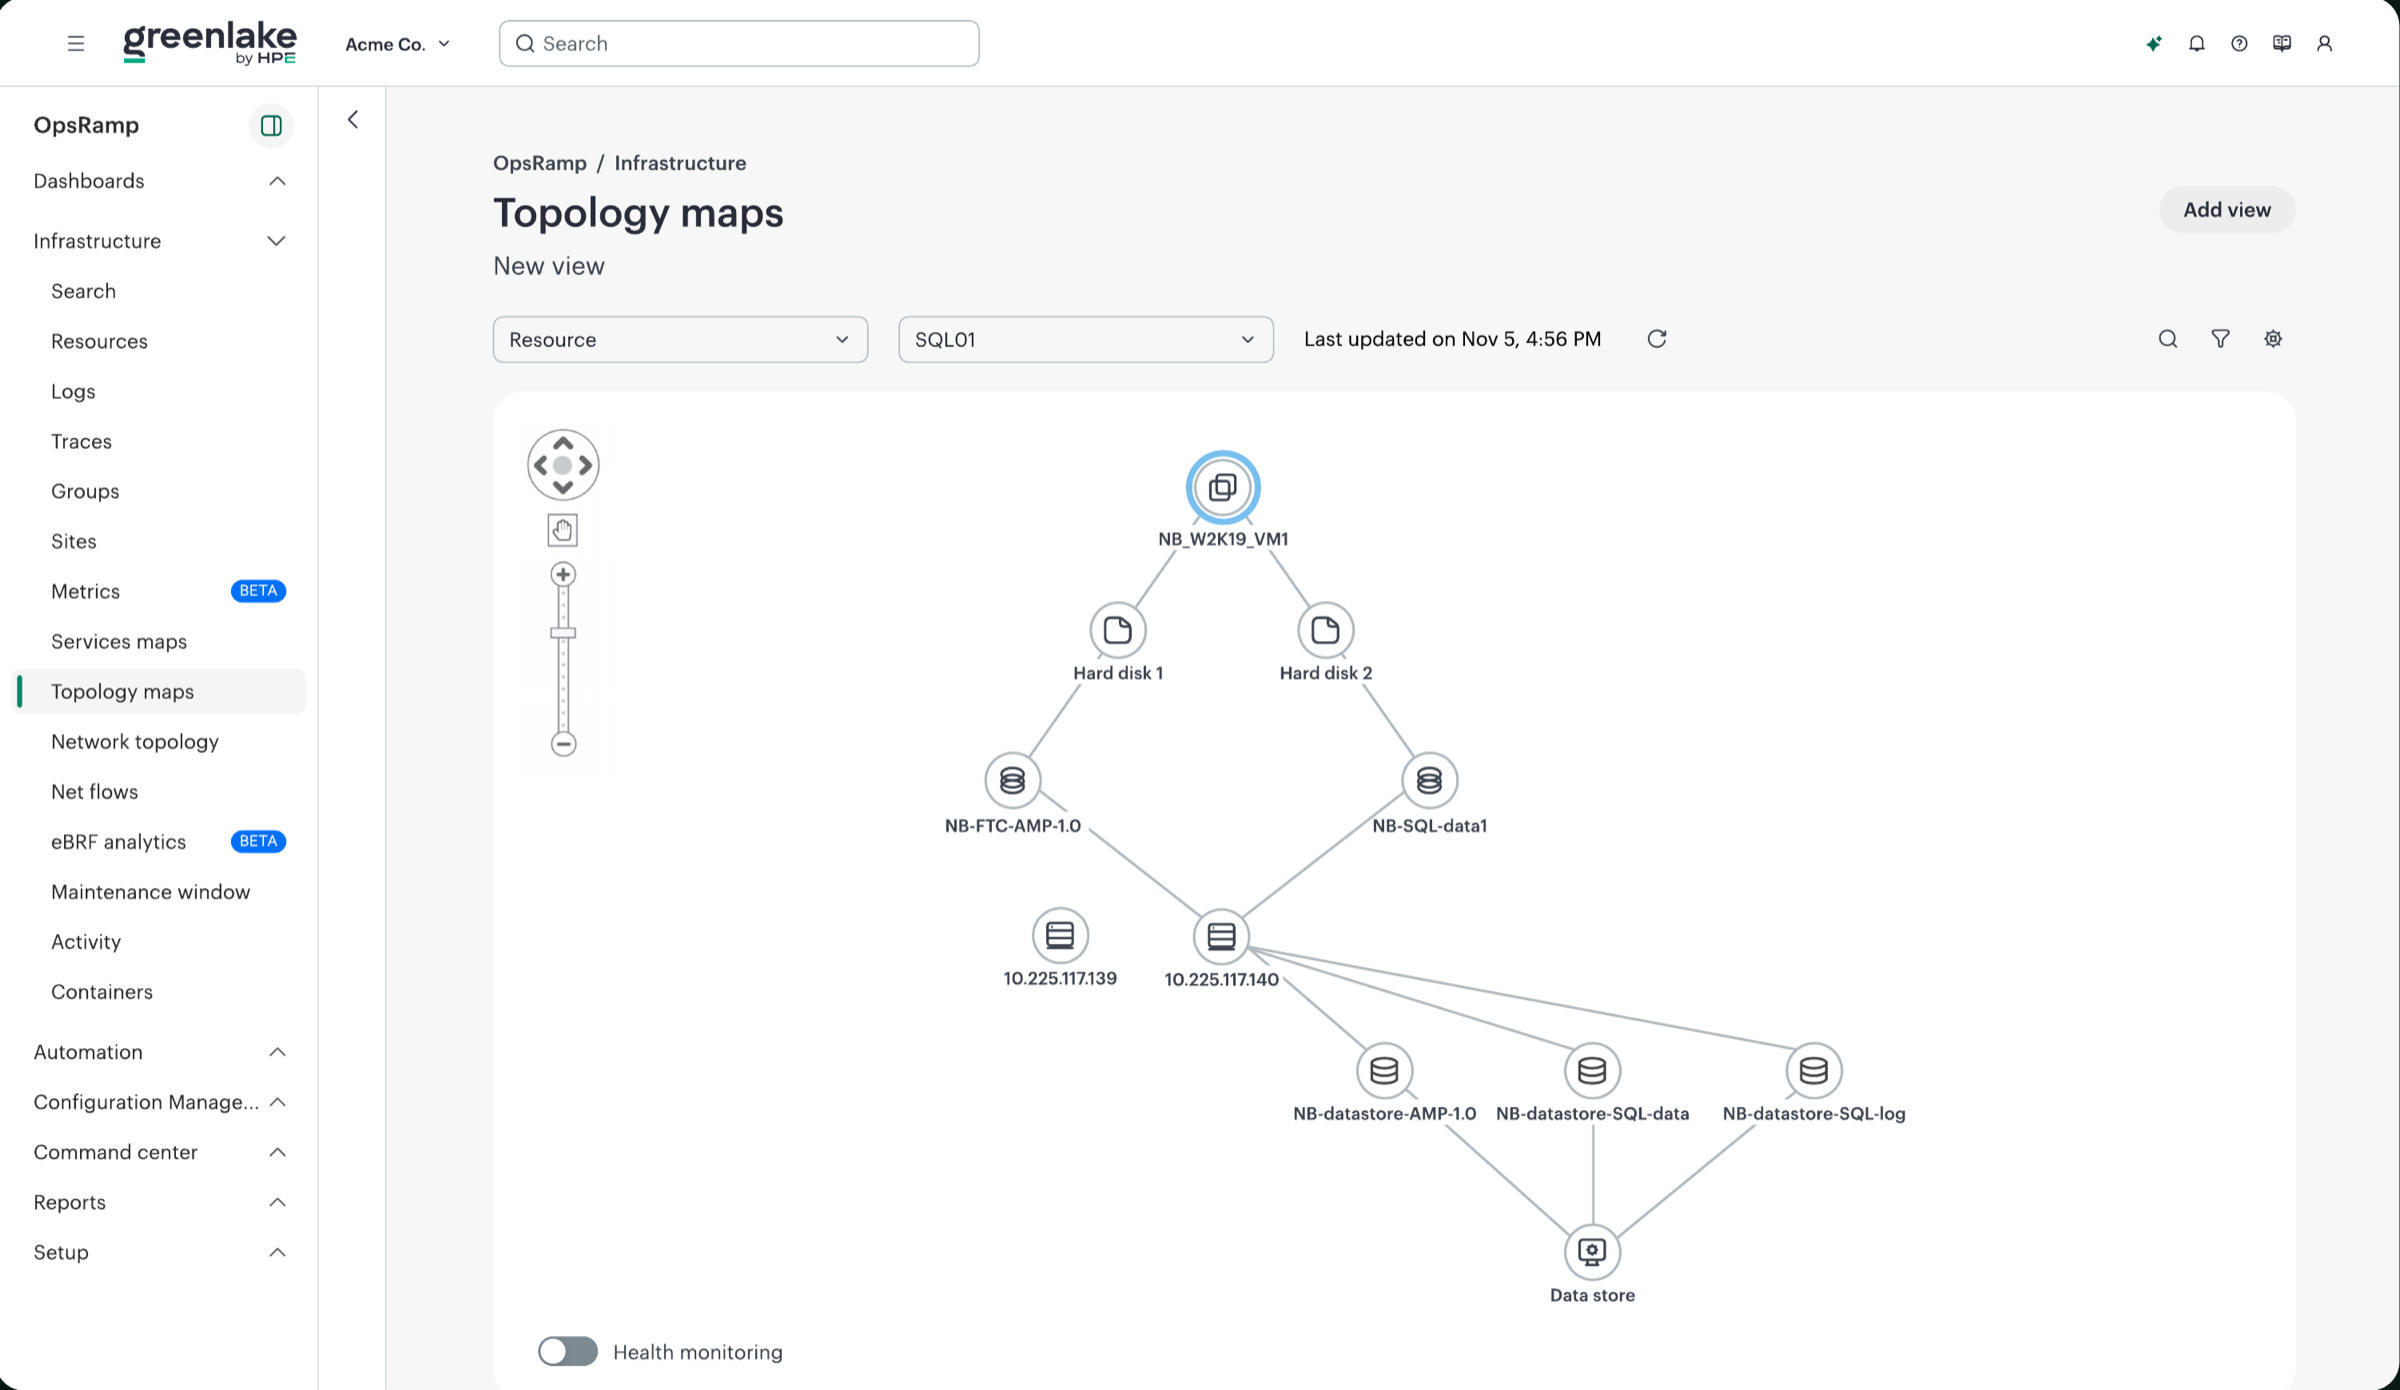 greenlake
by HPE
Acme Co.
Search
OpsRamp
Dashboards
Infrastructure
Search
Resources
Logs
Traces
Groups
Sites
Metrics BETA
Services maps
Topology maps
Network topology
Net flows
eBRF analytics BETA
Maintenance window
Activity
Containers
Automation
Configuration Manage...
Command center
Reports
Setup
OpsRamp / Infrastructure
Topology maps
Add view
New view
Resource
SQL01
Last updated on Nov 5, 4:56 PM
NB_W2K19_VM1
Hard disk 1
Hard disk 2
NB-FTC-AMP-1.0
NB-SQL-data1
10.225.117.139
10.225.117.140
NB-datastore-AMP-1.0
NB-datastore-SQL-data
NB-datastore-SQL-log
Data store
Health monitoring